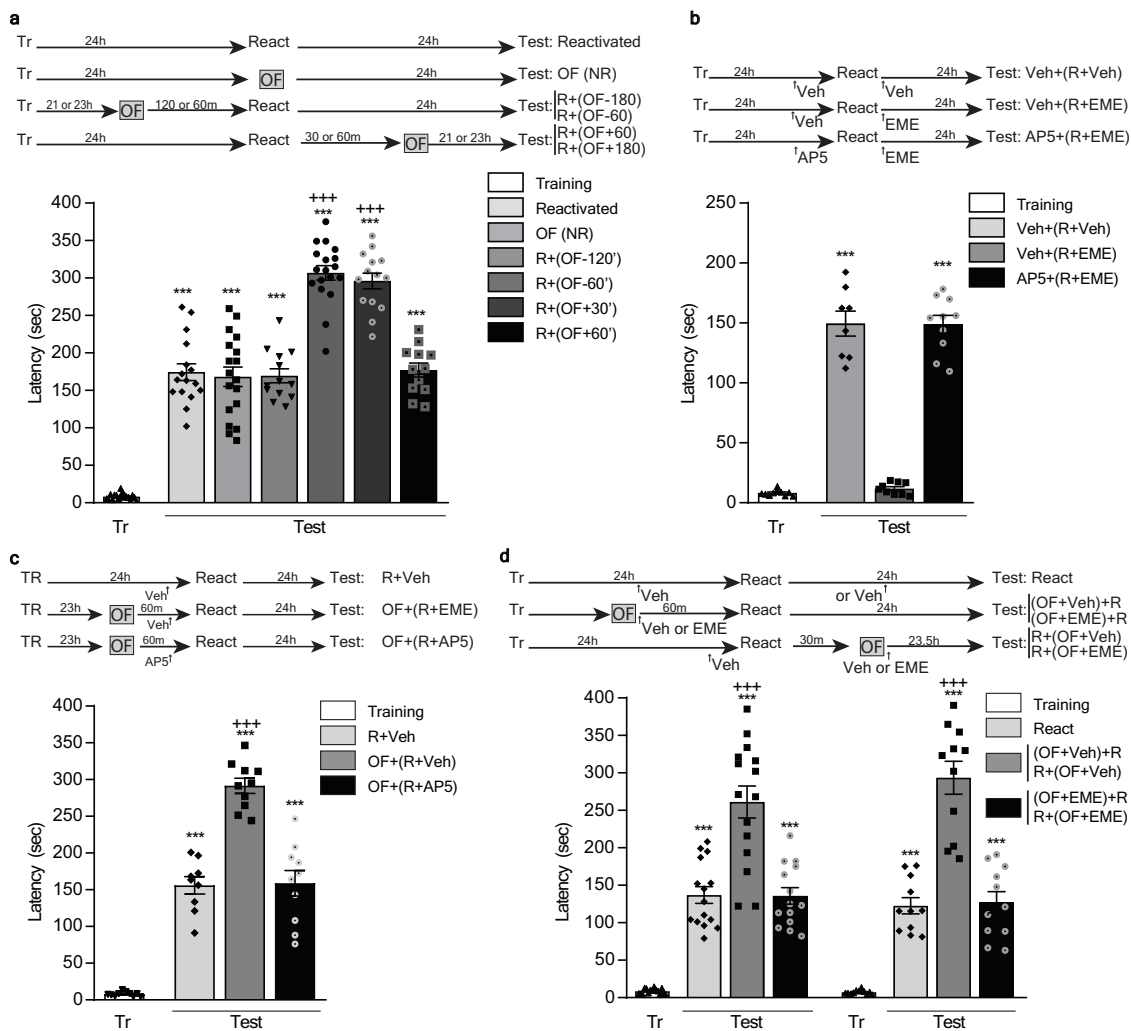 a
Tr 24h React 24h Test: Reactivated
Tr 24h OF 24h Test: OF (NR)
Tr 21 or 23h OF 120 or 60m React 24h Test: R+(OF-180)
R+(OF-60)
Tr 24h React 30 or 60m OF 21 or 23h Test: R+(OF+60)
R+(OF+180)
400
350
300
250
200
150
100
50
0
Latency (sec)
***
***
***
+++
***
+++
***
***
Tr
Test
Training
Reactivated
OF (NR)
R+(OF-120')
R+(OF-60')
R+(OF+30')
R+(OF+60')
b
Tr 24h React 24h Test: Veh+(R+Veh)
↑Veh ↑Veh
Tr 24h React 24h Test: Veh+(R+EME)
↑Veh ↑EME
Tr 24h React 24h Test: AP5+(R+EME)
↑AP5 ↑EME
250
200
150
100
50
0
Latency (sec)
***
***
Tr
Test
Training
Veh+(R+Veh)
Veh+(R+EME)
AP5+(R+EME)
c
TR 24h React 24h Test: R+Veh
Veh↑
TR 23h OF 60m React 24h Test: OF+(R+EME)
Veh↑
TR 23h OF 60m React 24h Test: OF+(R+AP5)
AP5↑
400
350
300
250
200
150
100
50
0
Latency (sec)
***
+++
***
***
Tr
Test
Training
R+Veh
OF+(R+Veh)
OF+(R+AP5)
d
Tr 24h React 24h Test: React
↑Veh or Veh↑
Tr OF 60m React 24h Test: (OF+Veh)+R
↑Veh or EME (OF+EME)+R
Tr 24h React 30m OF 23.5h Test: R+(OF+Veh)
↑Veh Veh or EME↑ R+(OF+EME)
400
350
300
250
200
150
100
50
0
Latency (sec)
***
+++
***
***
***
+++
***
***
Tr
Test
Tr
Test
Training
React
(OF+Veh)+R
R+(OF+Veh)
(OF+EME)+R
R+(OF+EME)